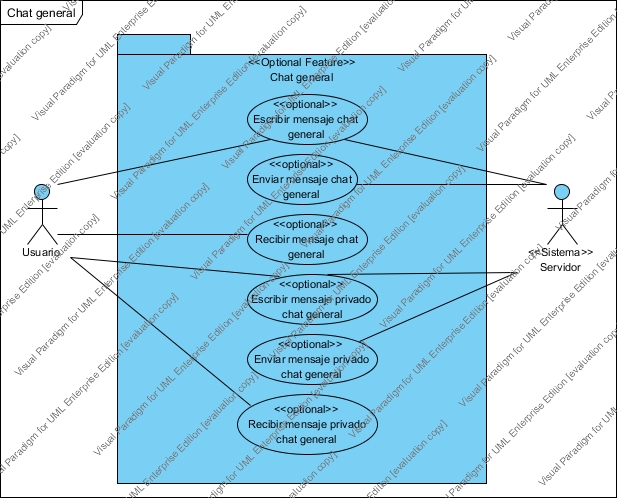 Chat general
<<Optional Feature>>
Chat general
<<optional>>
Escribir mensaje chat
general
<<optional>>
Enviar mensaje chat
general
<<optional>>
Recibir mensaje chat
general
<<optional>>
Escribir mensaje privado
chat general
<<optional>>
Enviar mensaje privado
chat general
<<optional>>
Recibir mensaje privado
chat general
Usuario
<<Sistema>>
Servidor
Visual Paradigm for UML Enterprise Edition [evaluation copy]